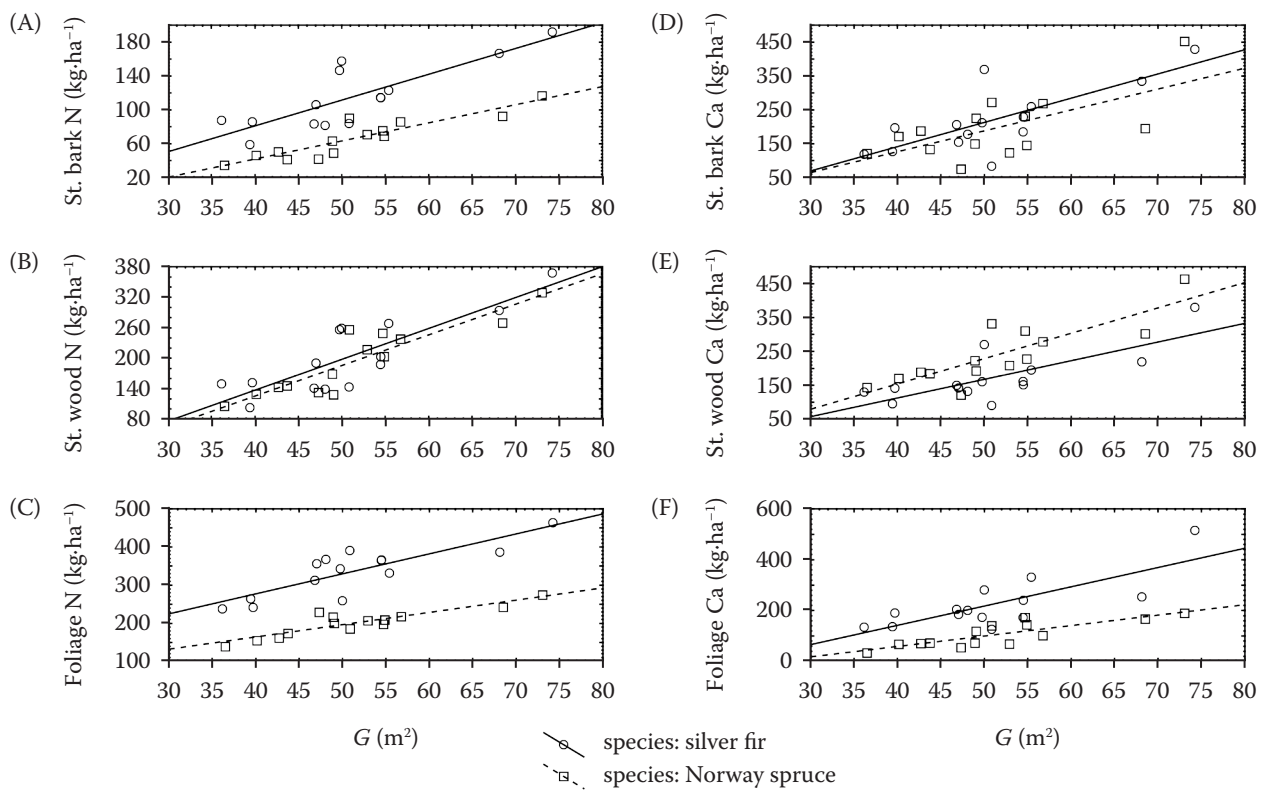 (A)
St. bark N (kg·ha⁻¹)
180
140
100
60
20
30 35 40 45 50 55 60 65 70 75 80
(B)
St. wood N (kg·ha⁻¹)
380
320
260
200
140
80
30 35 40 45 50 55 60 65 70 75 80
(C)
Foliage N (kg·ha⁻¹)
500
400
300
200
100
30 35 40 45 50 55 60 65 70 75 80
G (m²)
(D)
St. bark Ca (kg·ha⁻¹)
450
350
250
150
50
30 35 40 45 50 55 60 65 70 75 80
(E)
St. wood Ca (kg·ha⁻¹)
450
350
250
150
50
30 35 40 45 50 55 60 65 70 75 80
(F)
Foliage Ca (kg·ha⁻¹)
600
400
200
0
30 35 40 45 50 55 60 65 70 75 80
G (m²)
species: silver fir
species: Norway spruce